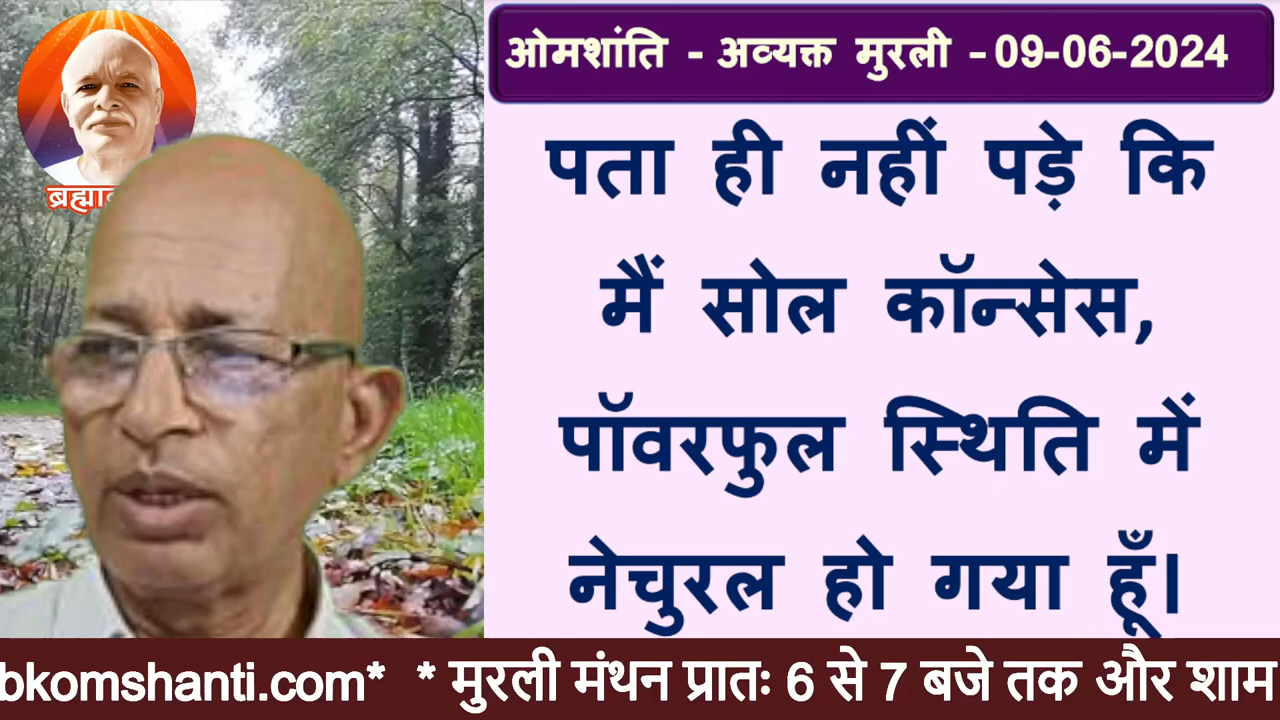 ओमशांति - अव्यक्त मुरली - 09-06-2024
पता ही नहीं पड़े कि
मैं सोल कॉन्सेस,
पॉवरफुल स्थिति में
नेचुरल हो गया हूँ।
bkomshanti.com* * मुरली मंथन प्रातः 6 से 7 बजे तक और शाम